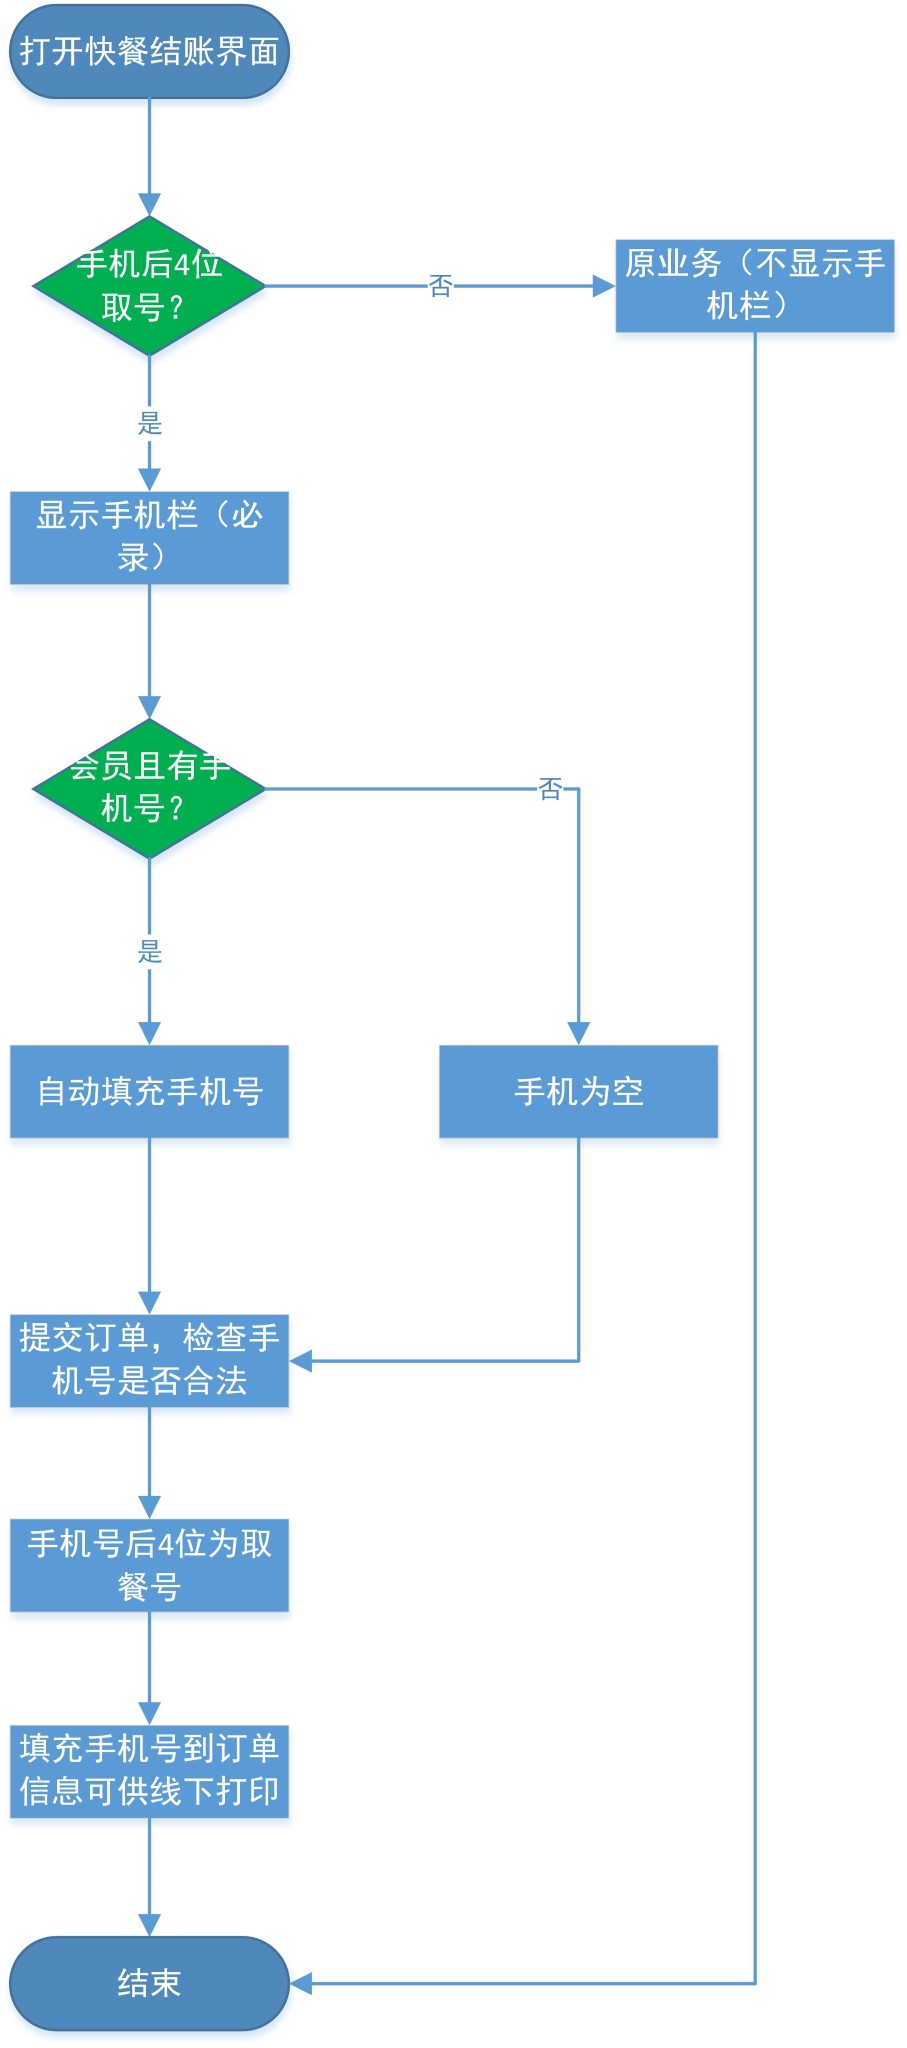 打开快餐结账界面
手机后4位
取号？
否
原业务（不显示手
机栏）
是
显示手机栏（必
录）
会员且有手
机号？
否
是
自动填充手机号
手机为空
提交订单，检查手
机号是否合法
手机号后4位为取
餐号
填充手机号到订单
信息可供线下打印
结束